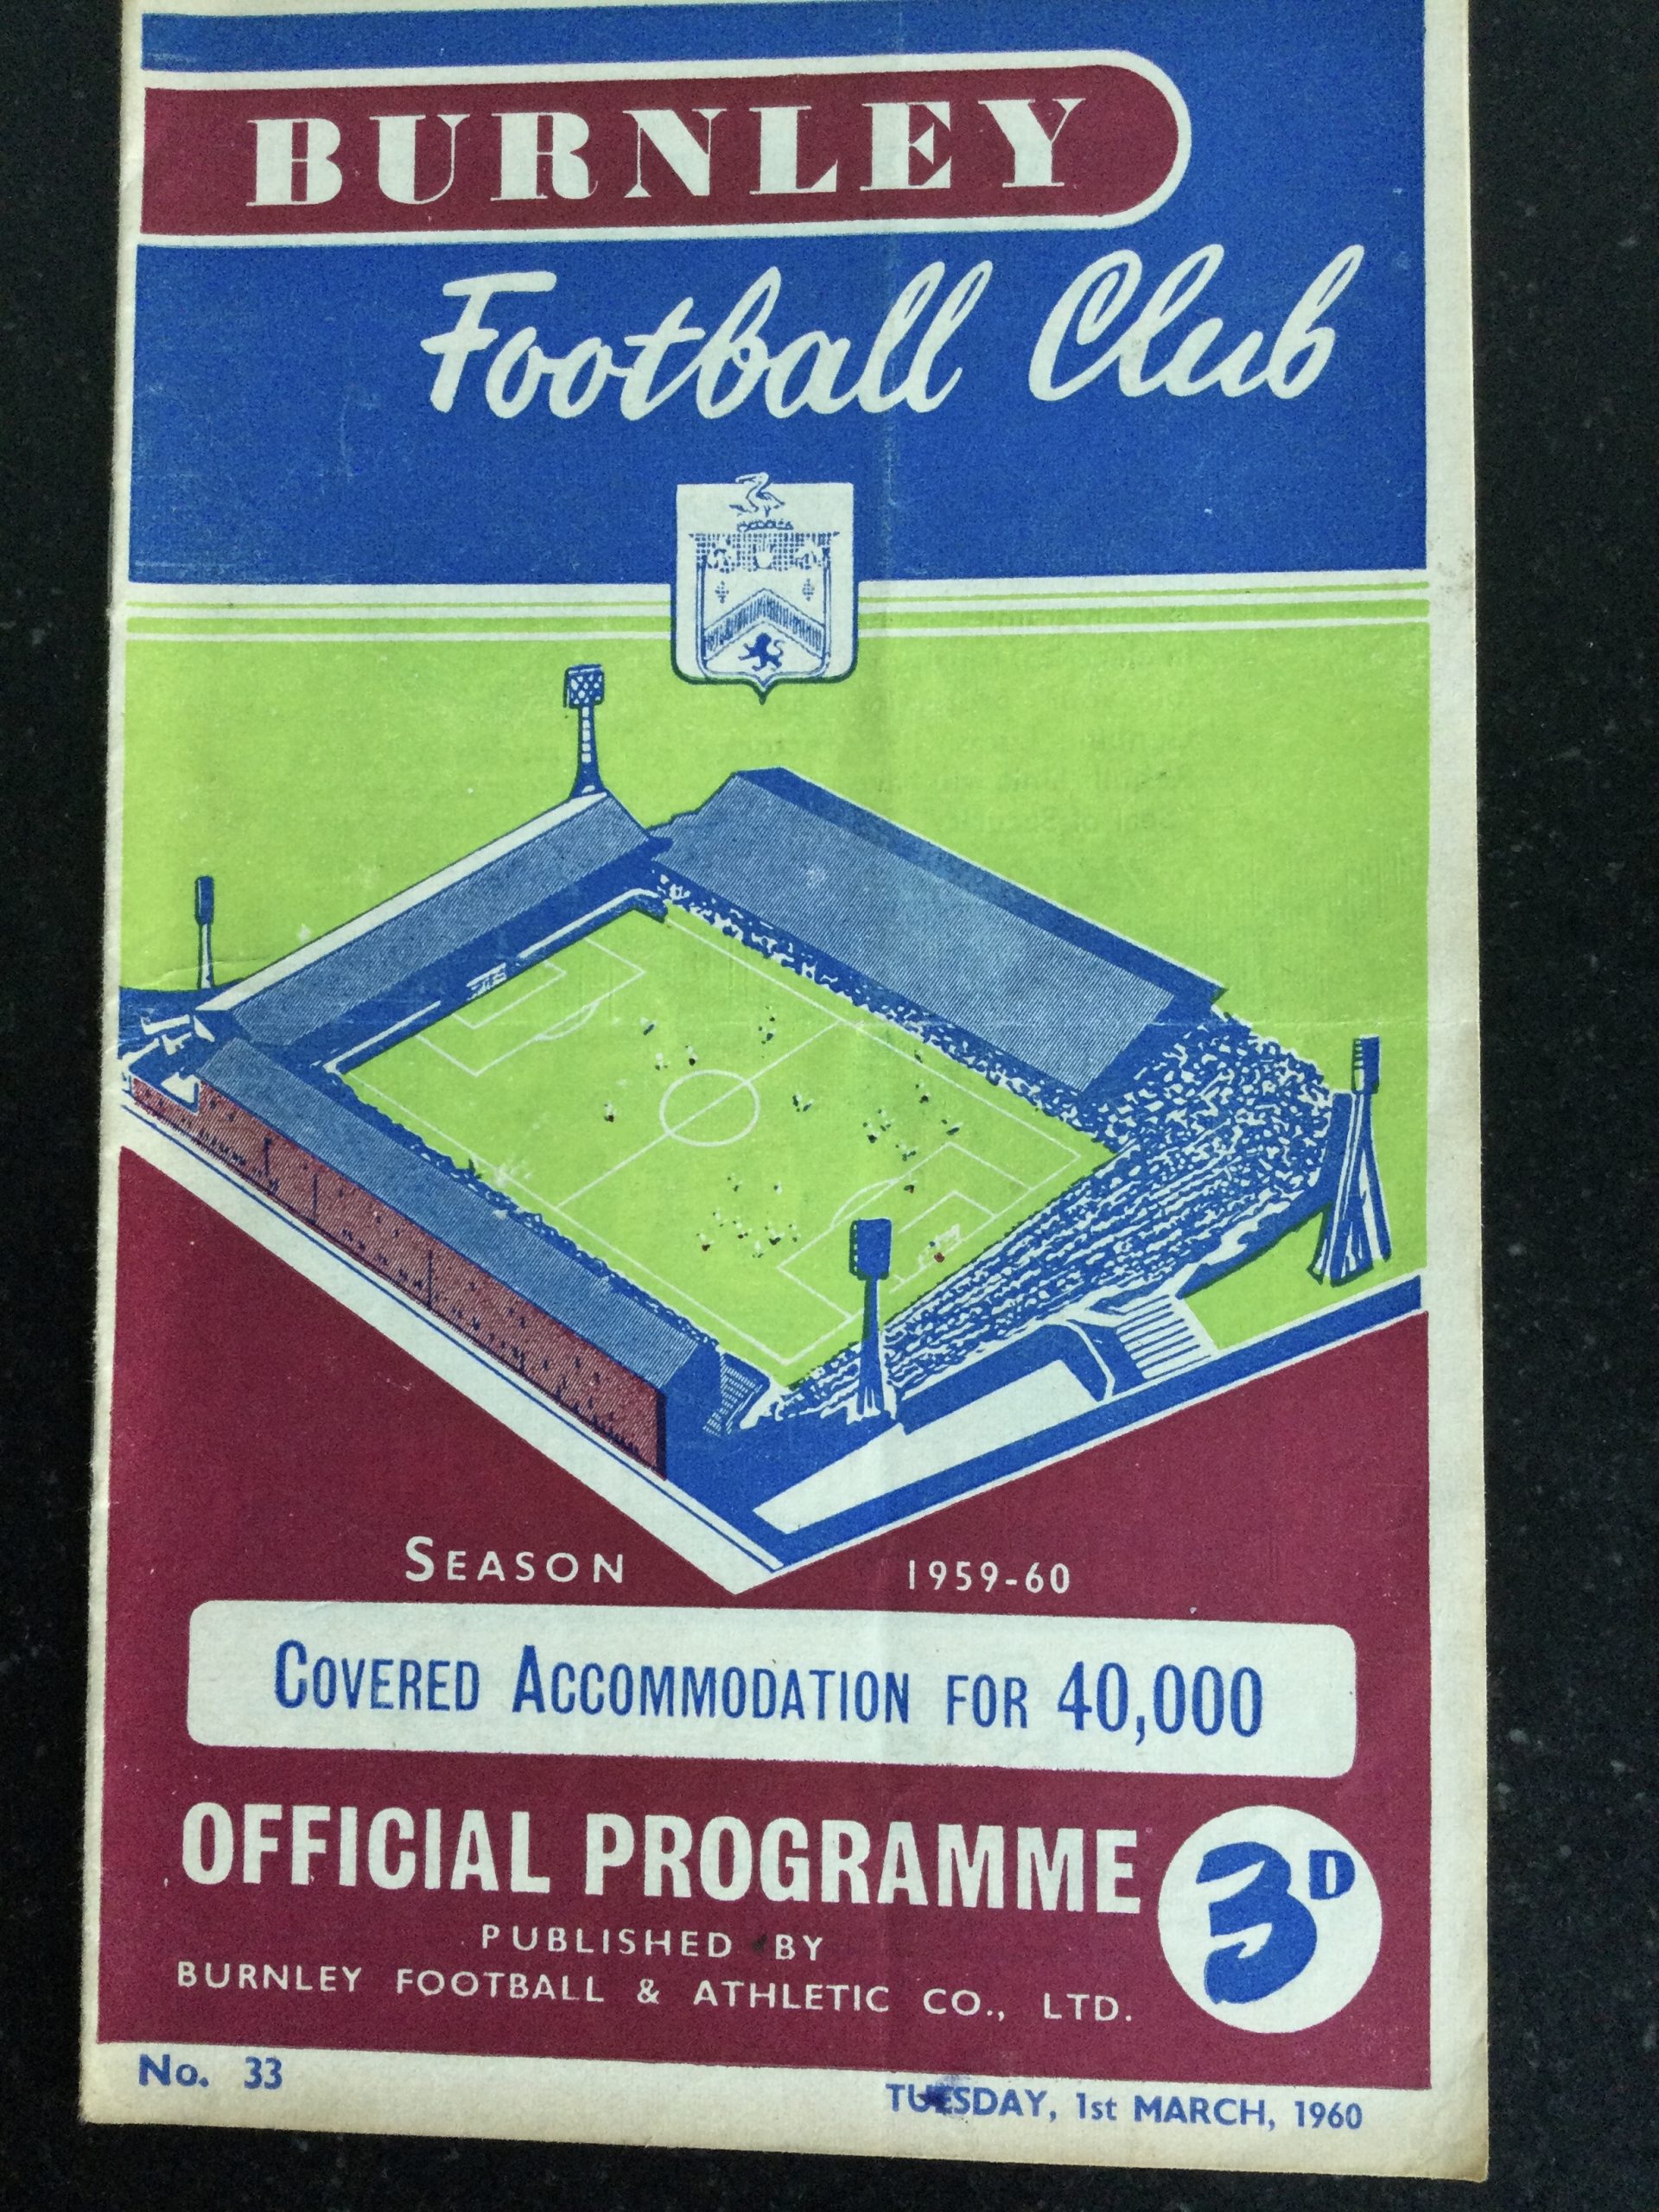 BURNLEY
Football Club
SEASON 1959-60
COVERED ACCOMMODATION FOR 40,000
OFFICIAL PROGRAMME
3D
PUBLISHED BY
BURNLEY FOOTBALL & ATHLETIC CO., LTD.
No. 33
TUESDAY, 1st MARCH, 1960